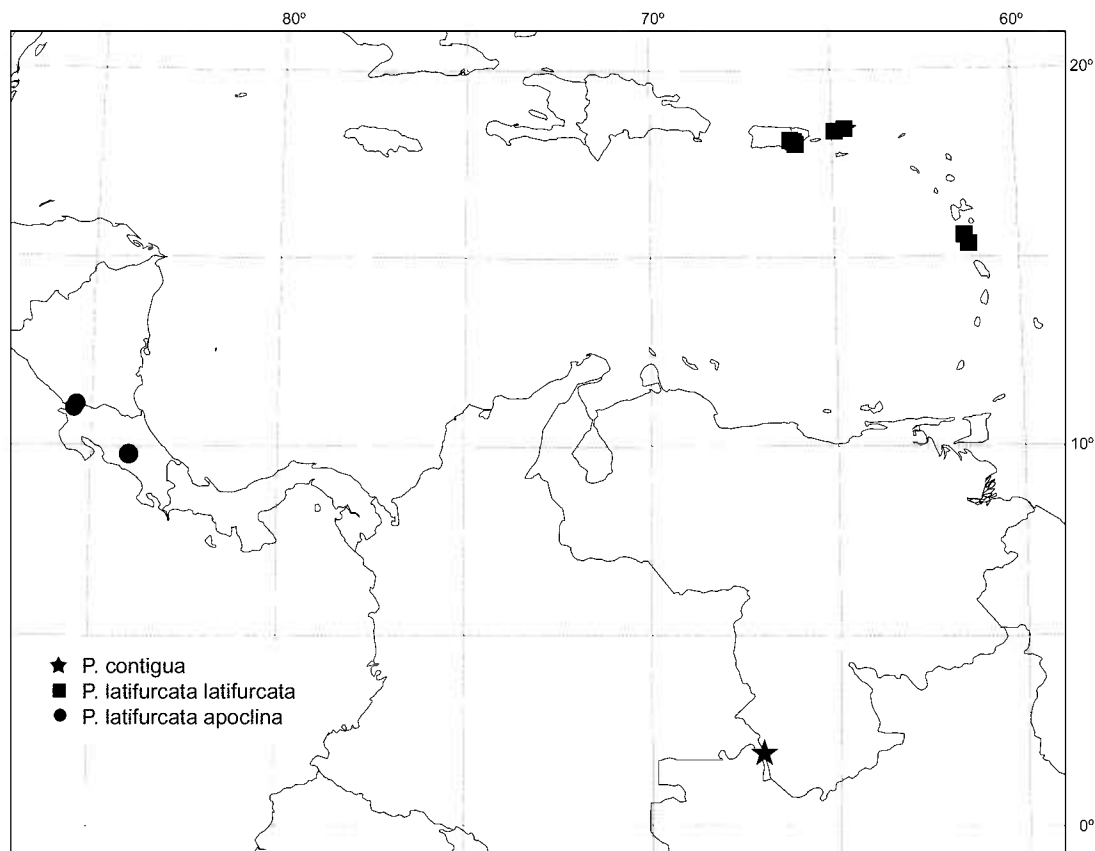 80º 70º 60º
20º
10º
P. contigua
P. latifurcata latifurcata
P. latifurcata apoclina
0º